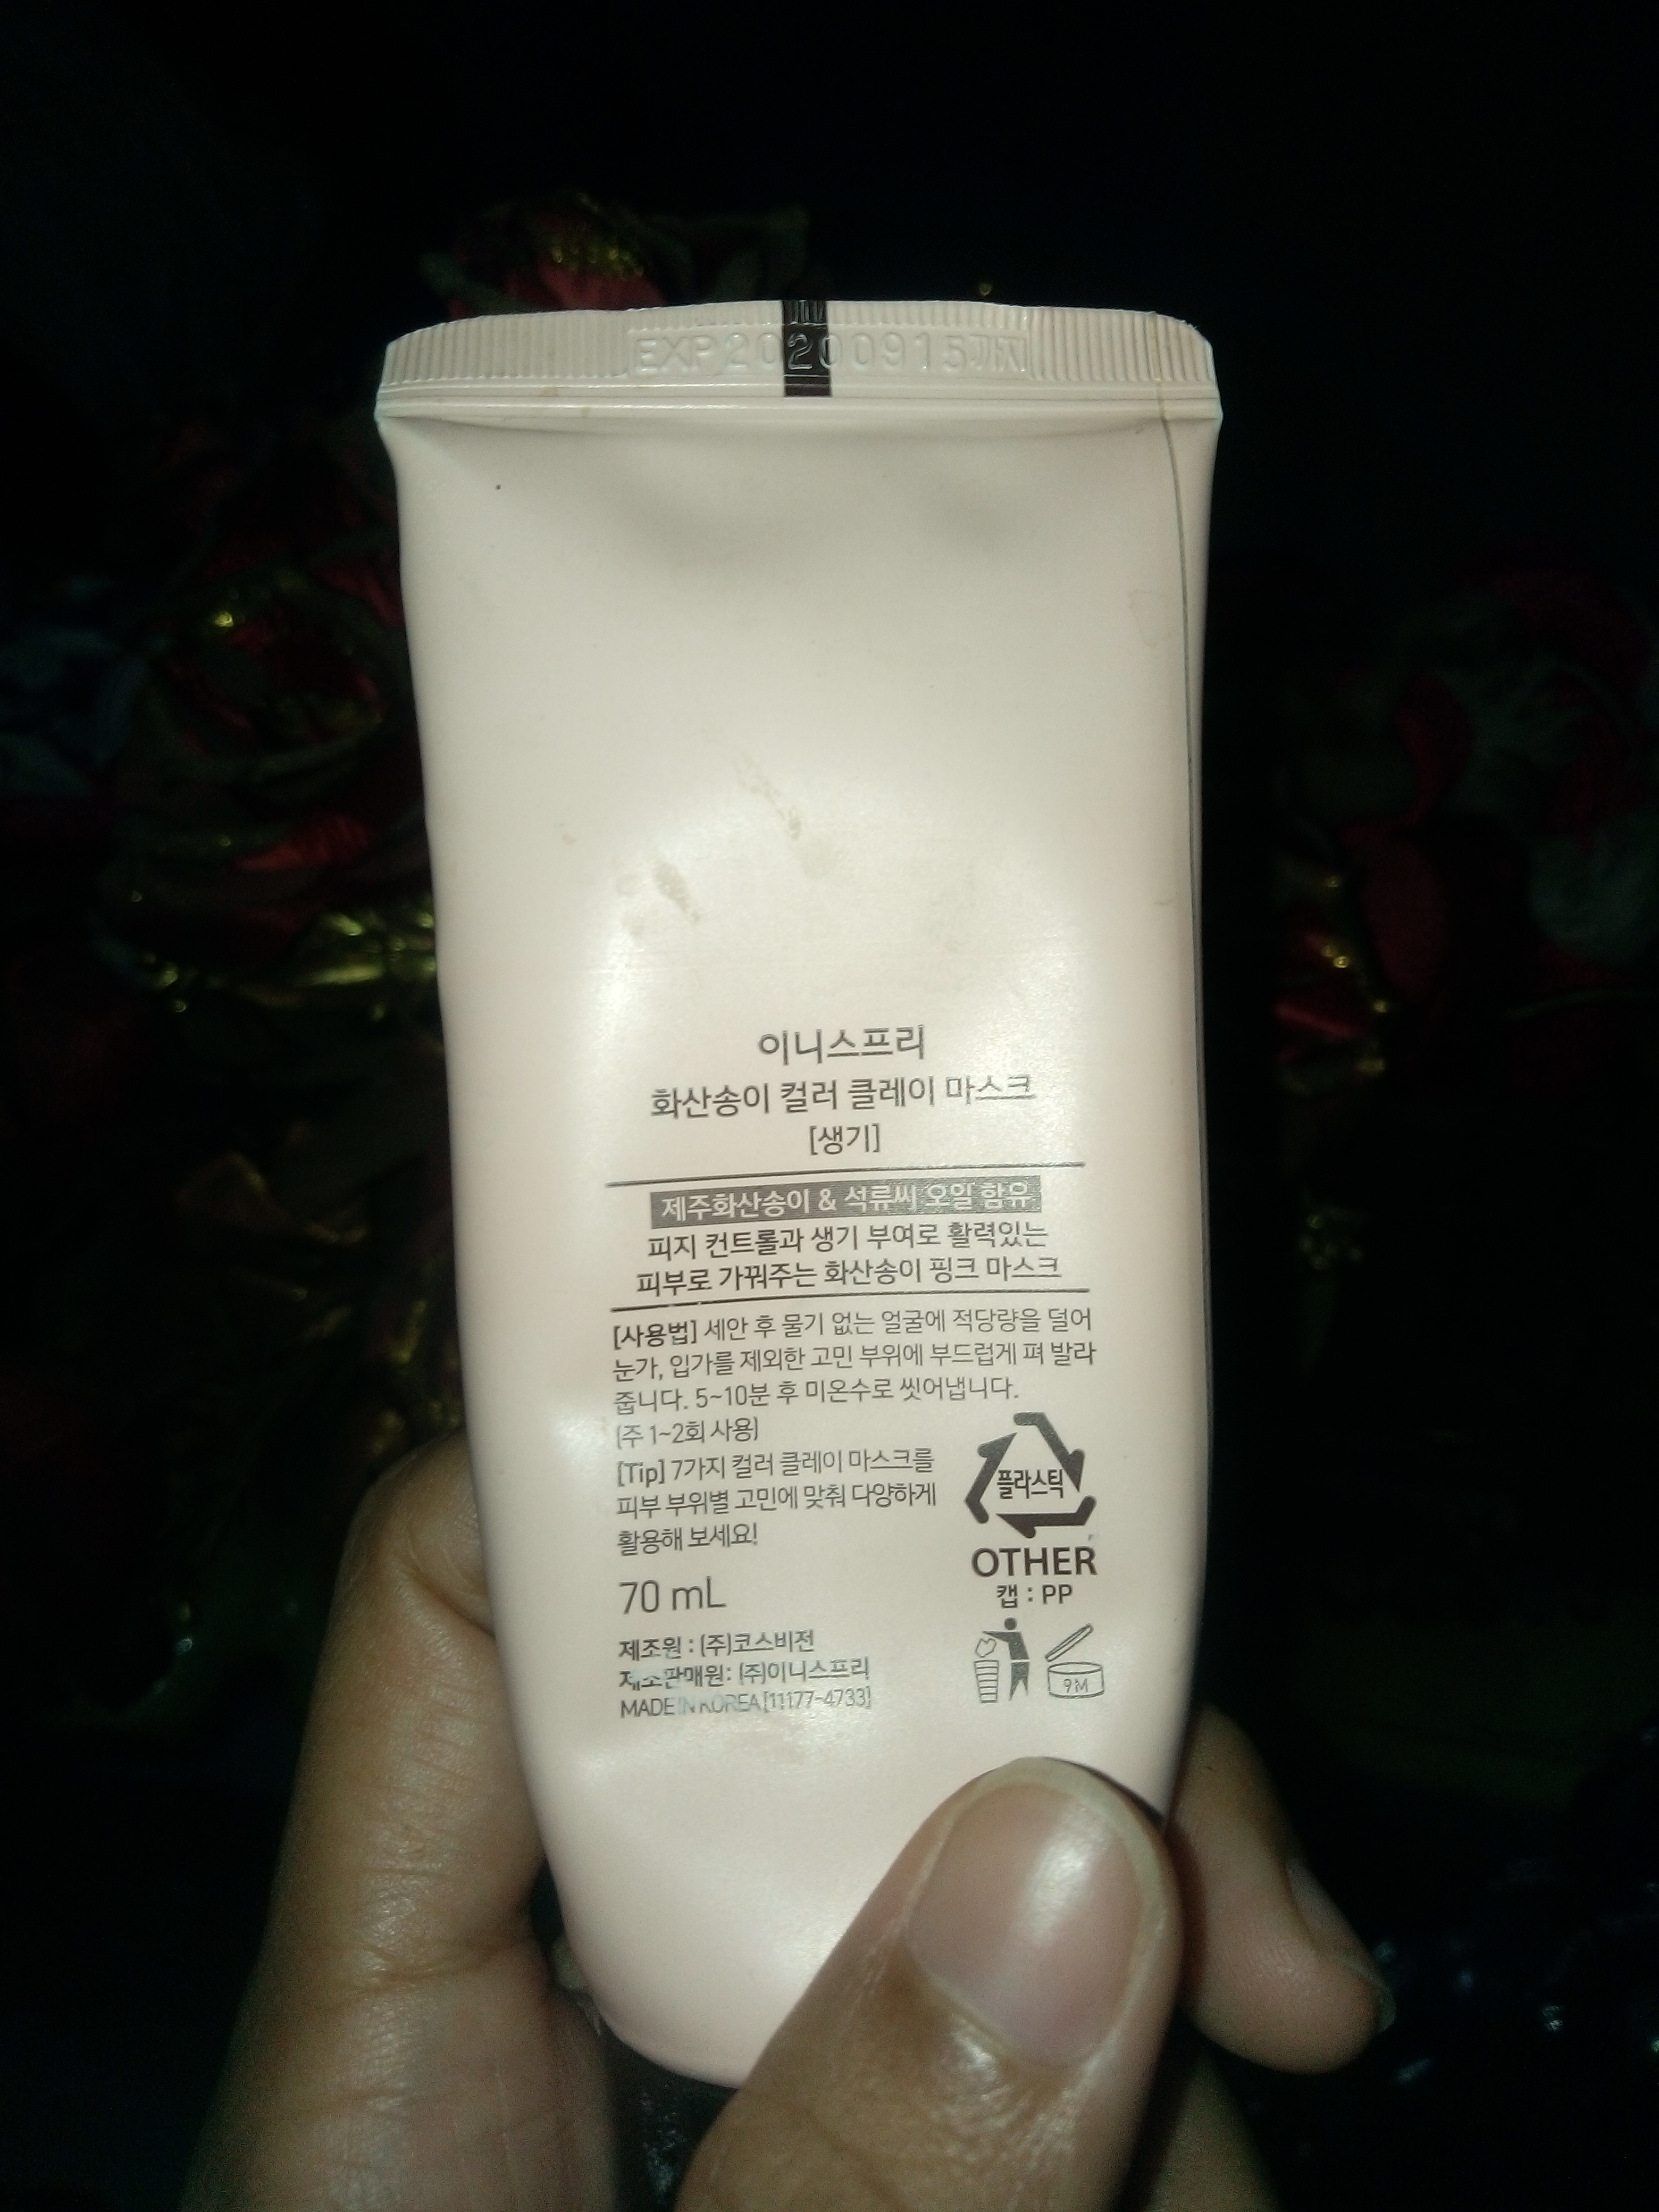 EXP20200915까지
이니스프리
화산송이 컬러 클레이 마스크
[생기]
제주화산송이 & 석류씨 오일 함유
피지 컨트롤과 생기 부여로 활력있는
피부로 가꿔주는 화산송이 핑크 마스크
[사용법] 세안 후 물기 없는 얼굴에 적당량을 덜어
눈가, 입가를 제외한 고민 부위에 부드럽게 펴 발라
줍니다. 5~10분 후 미온수로 씻어냅니다.
(주 1~2회 사용)
[Tip] 7가지 컬러 클레이 마스크를
피부 부위별 고민에 맞춰 다양하게
활용해 보세요!
플라스틱
OTHER
캡 : PP
70 mL
제조원 : (주)코스비전
제조판매원: (주)이니스프리
MADE IN KOREA [11177-4733]
9M